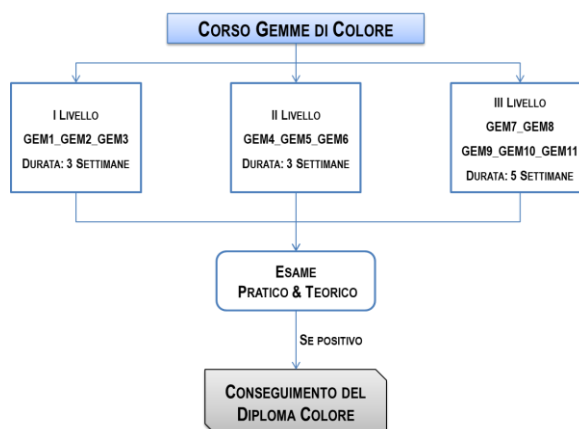 Corso Gemme di Colore
I Livello
GEM1_GEM2_GEM3
Durata: 3 Settimane
II Livello
GEM4_GEM5_GEM6
Durata: 3 Settimane
III Livello
GEM7_GEM8
GEM9_GEM10_GEM11
Durata: 5 Settimane
Esame
Pratico & Teorico
Se positivo
Conseguimento del
Diploma Colore